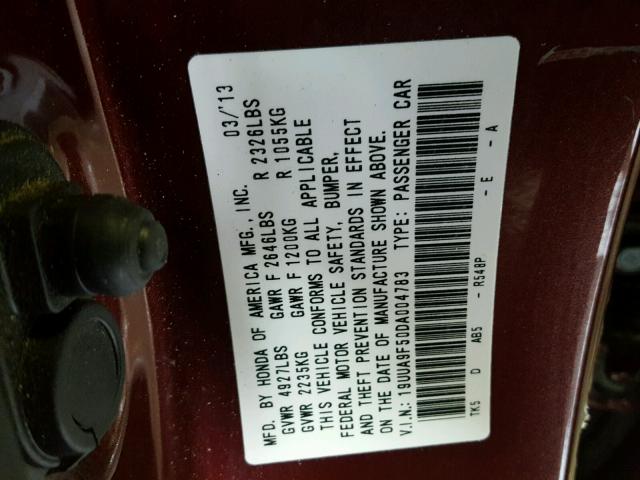 MFD. BY HONDA OF AMERICA MFG., INC. 03/'13
GVWR 4927LBS GAWR F 2646LBS R 2326LBS
GVWR 2235KG GAWR F 1200KG R 1055KG
THIS VEHICLE CONFORMS TO ALL APPLICABLE
FEDERAL MOTOR VEHICLE SAFETY, BUMPER,
AND THEFT PREVENTION STANDARDS IN EFFECT
ON THE DATE OF MANUFACTURE SHOWN ABOVE.
V.I.N.: 19UUA9F50DA004783 TYPE: PASSENGER CAR
TK5 D AB5 - R548P - E - A